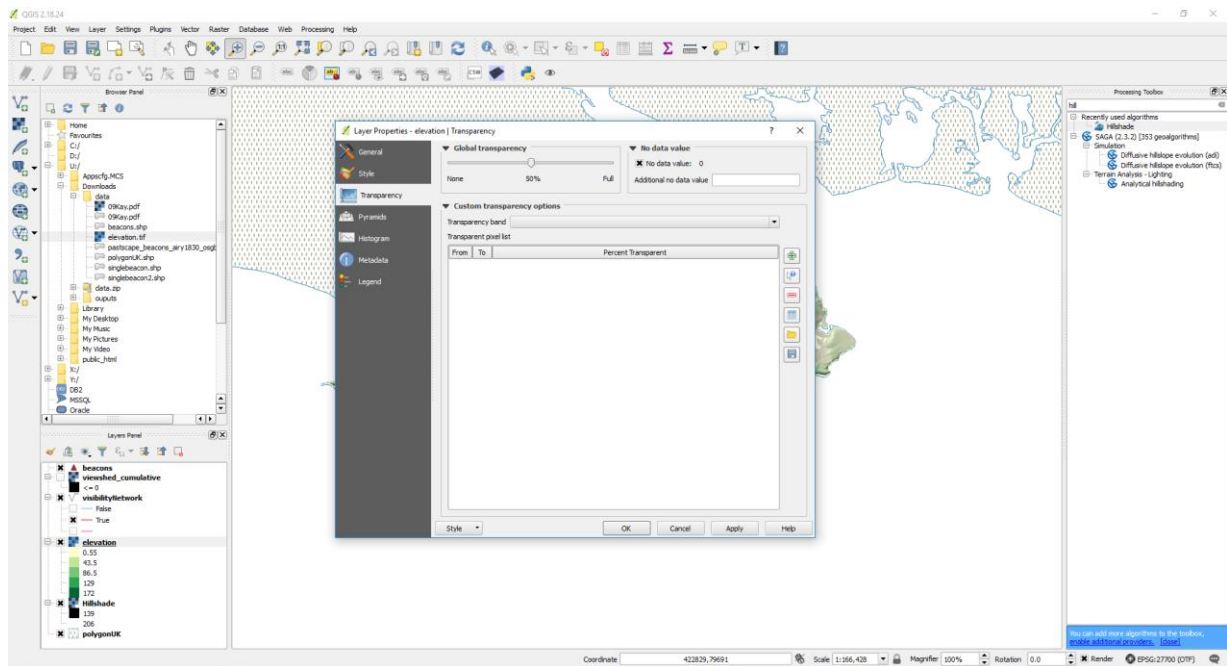 QGIS 2.18.24
Project Edit View Layer Settings Plugins Vector Raster Database Web Processing Help
CSW
Browser Panel
Home
Favourites
C:/
D:/
U:/
Appscfg.MCS
Downloads
data
09Kay.pdf
09Kay.pdf
beacons.shp
elevation.tif
pastscape_beacons_airy1830_osgb
polygonUK.shp
singlebeacon.shp
singlebeacon2.shp
data.zip
ouputs
Library
My Desktop
My Music
My Pictures
My Video
public_html
X:/
Y:/
DB2
MSSQL
Oracle
Layers Panel
beacons
viewshed_cumulative
<= 0
visibilityNetwork
False
True
elevation
0.55
43.5
86.5
129
172
Hillshade
139
206
polygonUK
Layer Properties - elevation | Transparency
General
Style
Transparency
Pyramids
Histogram
Metadata
Legend
Global transparency
None 50% Full
No data value
No data value: 0
Additional no data value
Custom transparency options
Transparency band
Transparent pixel list
From To Percent Transparent
Style OK Cancel Apply Help
Processing Toolbox
hill
Recently used algorithms
Hillshade
SAGA (2.3.2) [353 geoalgorithms]
Simulation
Diffusive hillslope evolution (adi)
Diffusive hillslope evolution (ftcs)
Terrain Analysis - Lighting
Analytical hillshading
You can add more algorithms to the toolbox,
enable additional providers. [close]
Coordinate 422829,79691 Scale 1:166,428 Magnifier 100% Rotation 0.0 Render EPSG:27700 (OTF)